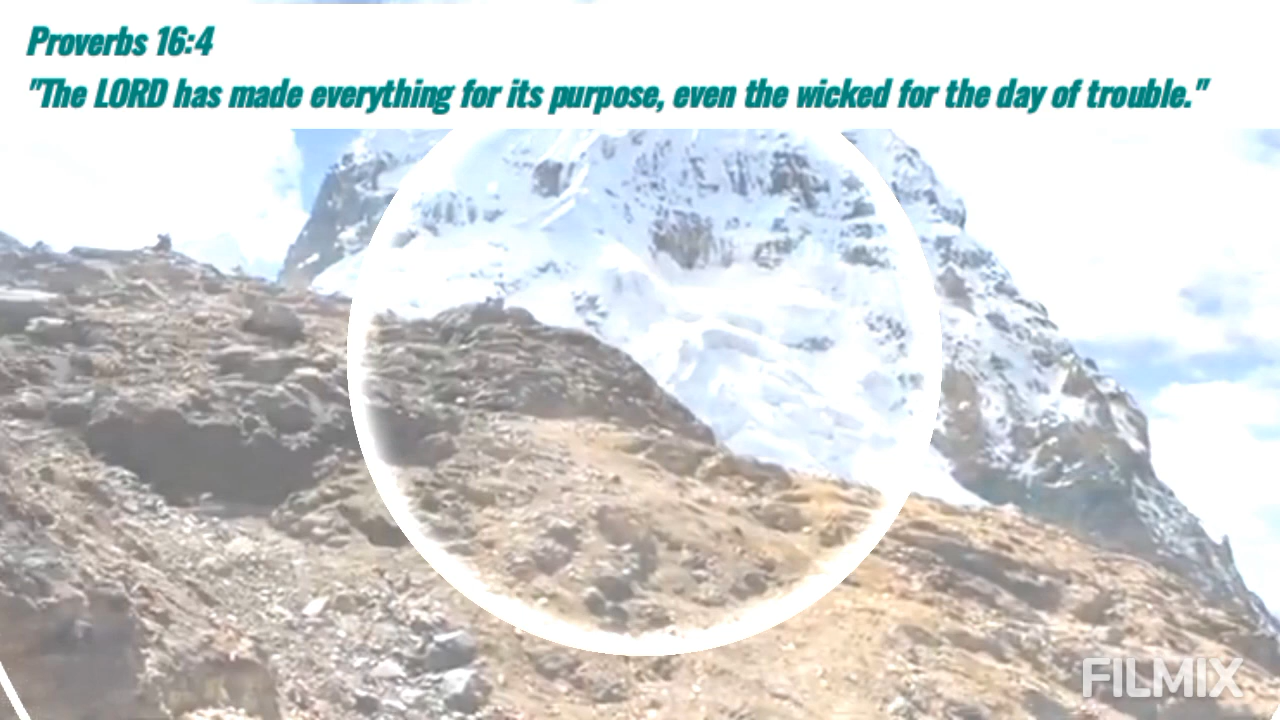 Proverbs 16:4
"The LORD has made everything for its purpose, even the wicked for the day of trouble."
FILMIX